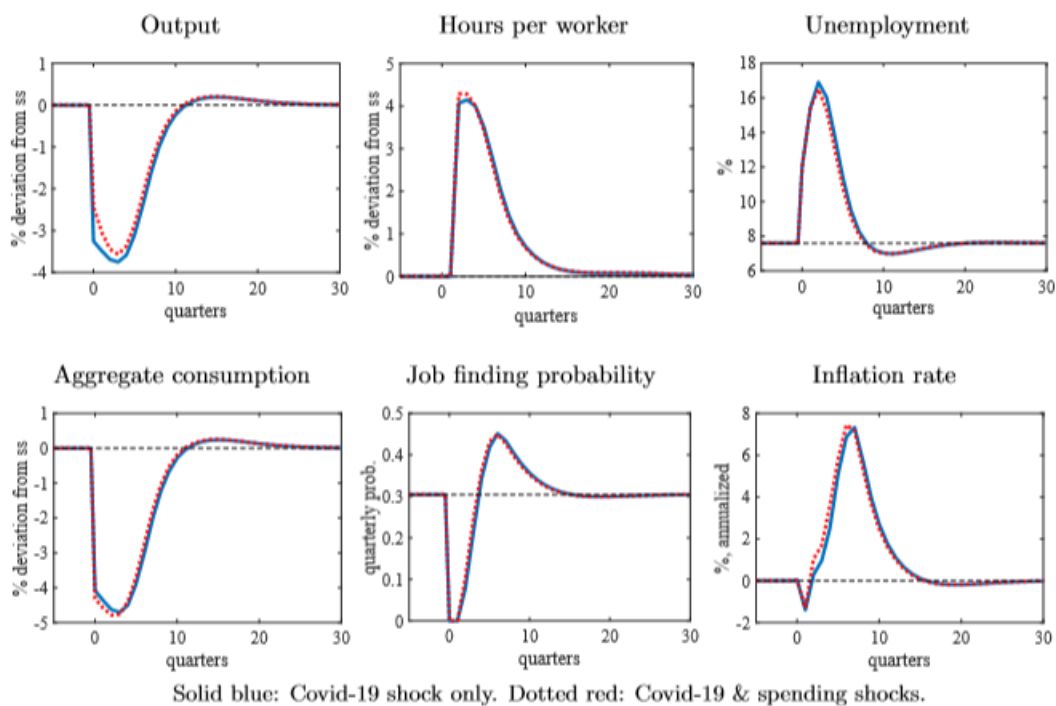 Output
Hours per worker
Unemployment
% deviation from ss
1
0
-1
-2
-3
-4
0 10 20 30
quarters
% deviation from ss
5
4
3
2
1
0
0 10 20 30
quarters
%
18
16
14
12
10
8
6
0 10 20 30
quarters
Aggregate consumption
Job finding probability
Inflation rate
% deviation from ss
1
0
-1
-2
-3
-4
-5
0 10 20 30
quarters
quarterly prob.
0.5
0.4
0.3
0.2
0.1
0
0 10 20 30
quarters
%, annualized
8
6
4
2
0
-2
0 10 20 30
quarters
Solid blue: Covid-19 shock only. Dotted red: Covid-19 & spending shocks.